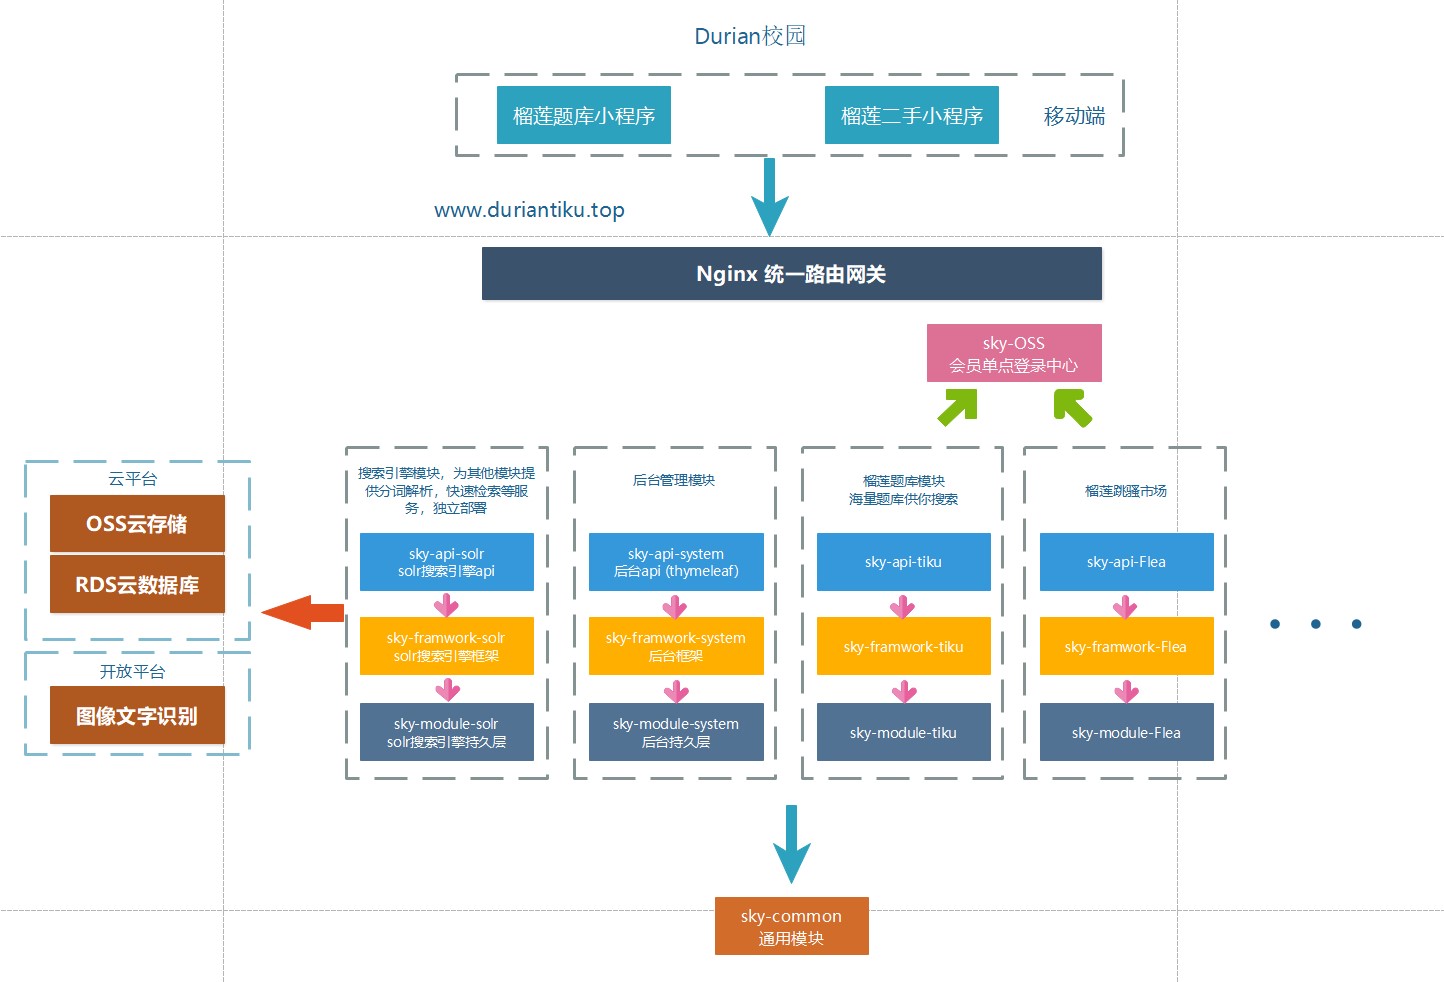 Durian校园
榴莲题库小程序
榴莲二手小程序
移动端
www.duriantiku.top
Nginx 统一路由网关
sky-OSS
会员单点登录中心
云平台
OSS云存储
RDS云数据库
开放平台
图像文字识别
搜索引擎模块，为其他模块提
供分词解析，快速检索等服
务，独立部署
sky-api-solr
solr搜索引擎api
sky-framwork-solr
solr搜索引擎框架
sky-module-solr
solr搜索引擎持久层
后台管理模块
sky-api-system
后台api (thymeleaf)
sky-framwork-system
后台框架
sky-module-system
后台持久层
榴莲题库模块
海量题库供你搜索
sky-api-tiku
sky-framwork-tiku
sky-module-tiku
榴莲跳骚市场
sky-api-Flea
sky-framwork-Flea
sky-module-Flea
sky-common
通用模块